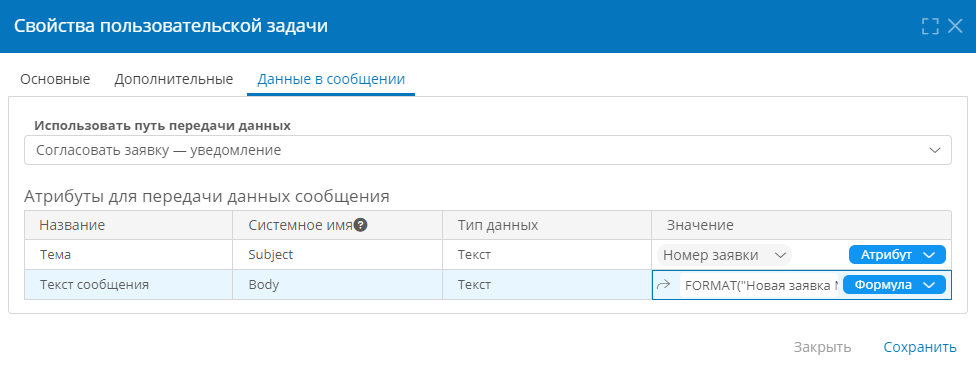 Свойства пользовательской задачи
Основные Дополнительные Данные в сообщении
Использовать путь передачи данных
Согласовать заявку — уведомление
Атрибуты для передачи данных сообщения
Название Системное имя ? Тип данных Значение
Тема Subject Текст Номер заявки Атрибут
Текст сообщения Body Текст FORMAT("Новая заявка Формула
Закрыть Сохранить